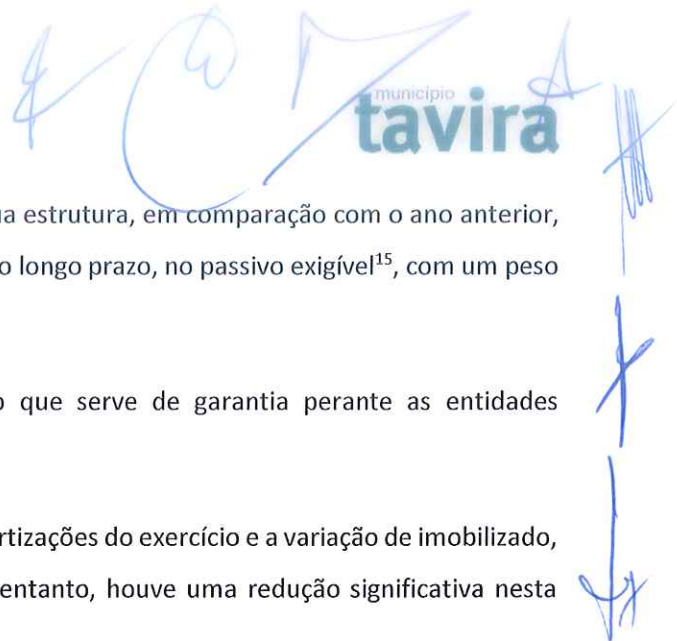 município
tavira
ua estrutura, em comparação com o ano anterior,
o longo prazo, no passivo exigível¹⁵, com um peso
o que serve de garantia perante as entidades
rtizações do exercício e a variação de imobilizado,
entanto, houve uma redução significativa nesta